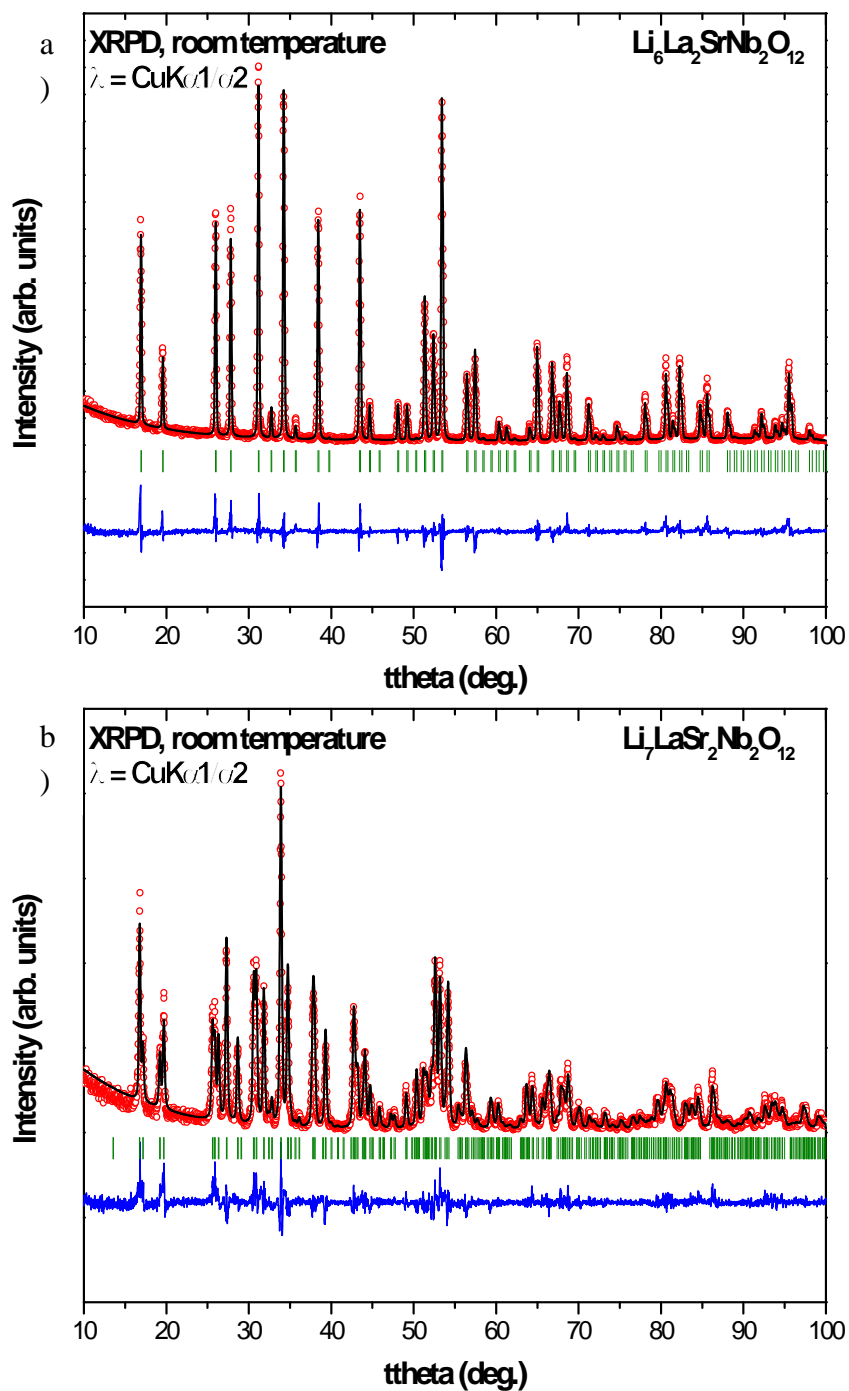 a
)
XRPD, room temperature
λ = CuKα1/α2
Li₆La₂SrNb₂O₁₂
Intensity (arb. units)
10 20 30 40 50 60 70 80 90 100
ttheta (deg.)
b
)
XRPD, room temperature
λ = CuKα1/α2
Li₇LaSr₂Nb₂O₁₂
Intensity (arb. units)
10 20 30 40 50 60 70 80 90 100
ttheta (deg.)